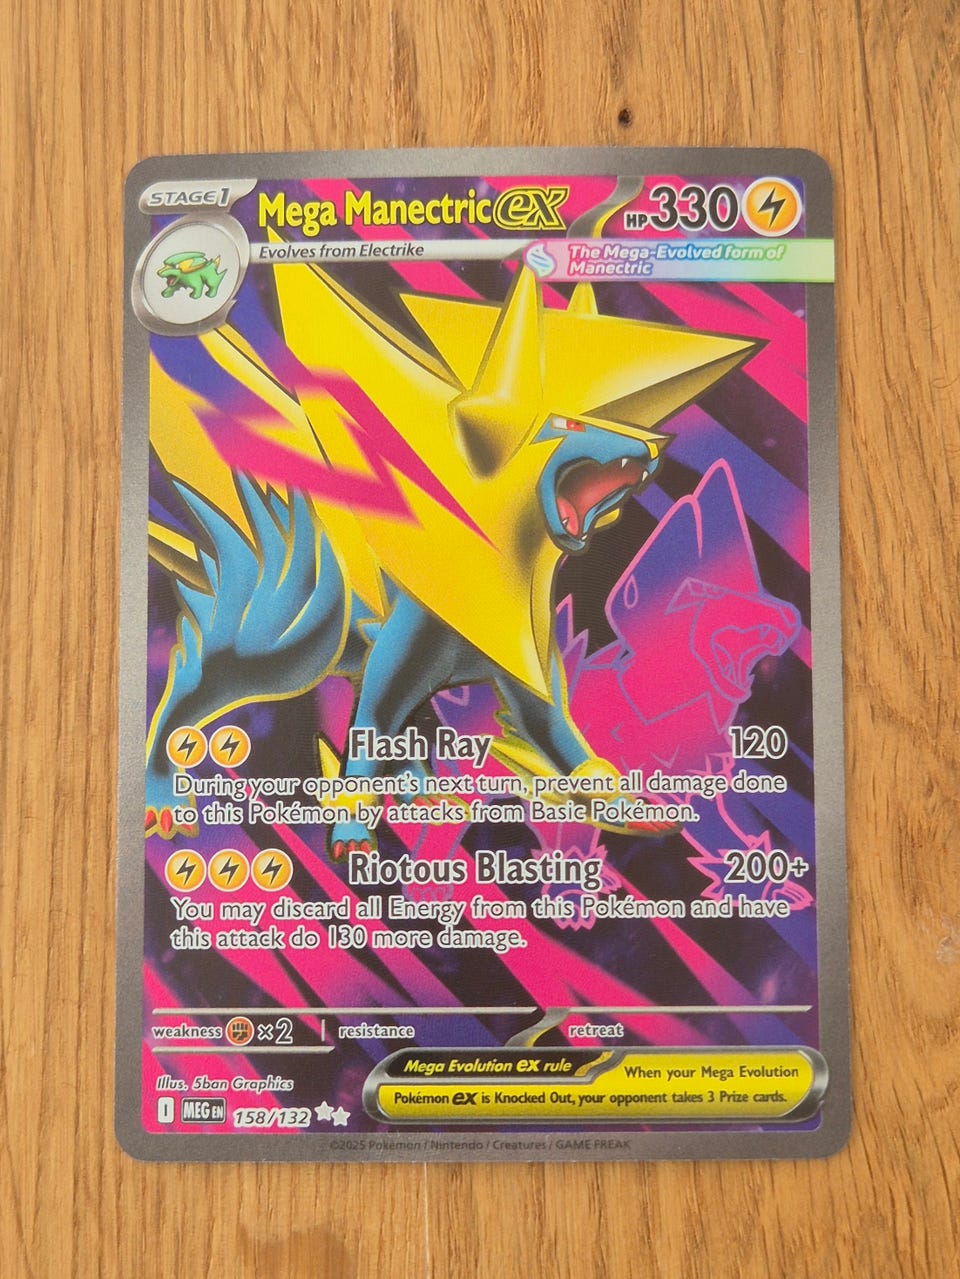 STAGE1
Mega Manectric ex
HP 330
Evolves from Electrike
The Mega-Evolved form of
Manectric
Flash Ray 120
During your opponent's next turn, prevent all damage done
to this Pokémon by attacks from Basic Pokémon.
Riotous Blasting 200+
You may discard all Energy from this Pokémon and have
this attack do 130 more damage.
weakness ×2 resistance retreat
Mega Evolution ex rule
When your Mega Evolution
Pokémon ex is Knocked Out, your opponent takes 3 Prize cards.
Illus. 5ban Graphics
I MEG EN 158/132
©2025 Pokémon / Nintendo / Creatures / GAME FREAK